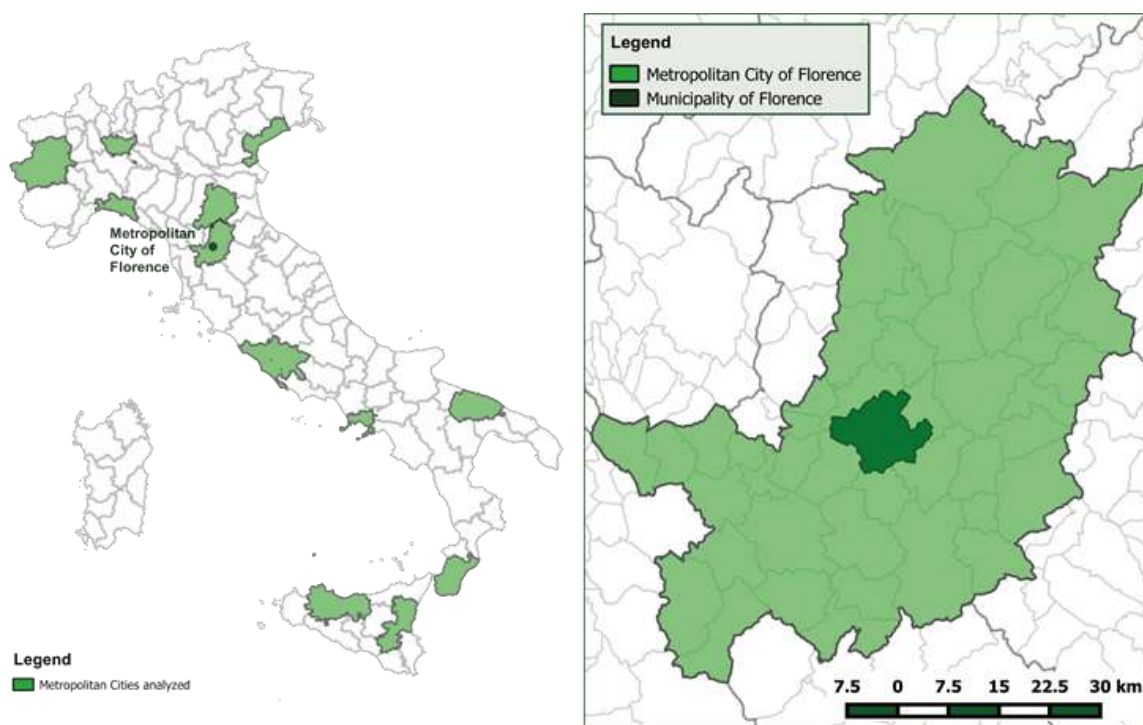 Metropolitan
City of
Florence
Legend
Metropolitan Cities analyzed
Legend
Metropolitan City of Florence
Municipality of Florence
7.5 0 7.5 15 22.5 30 km